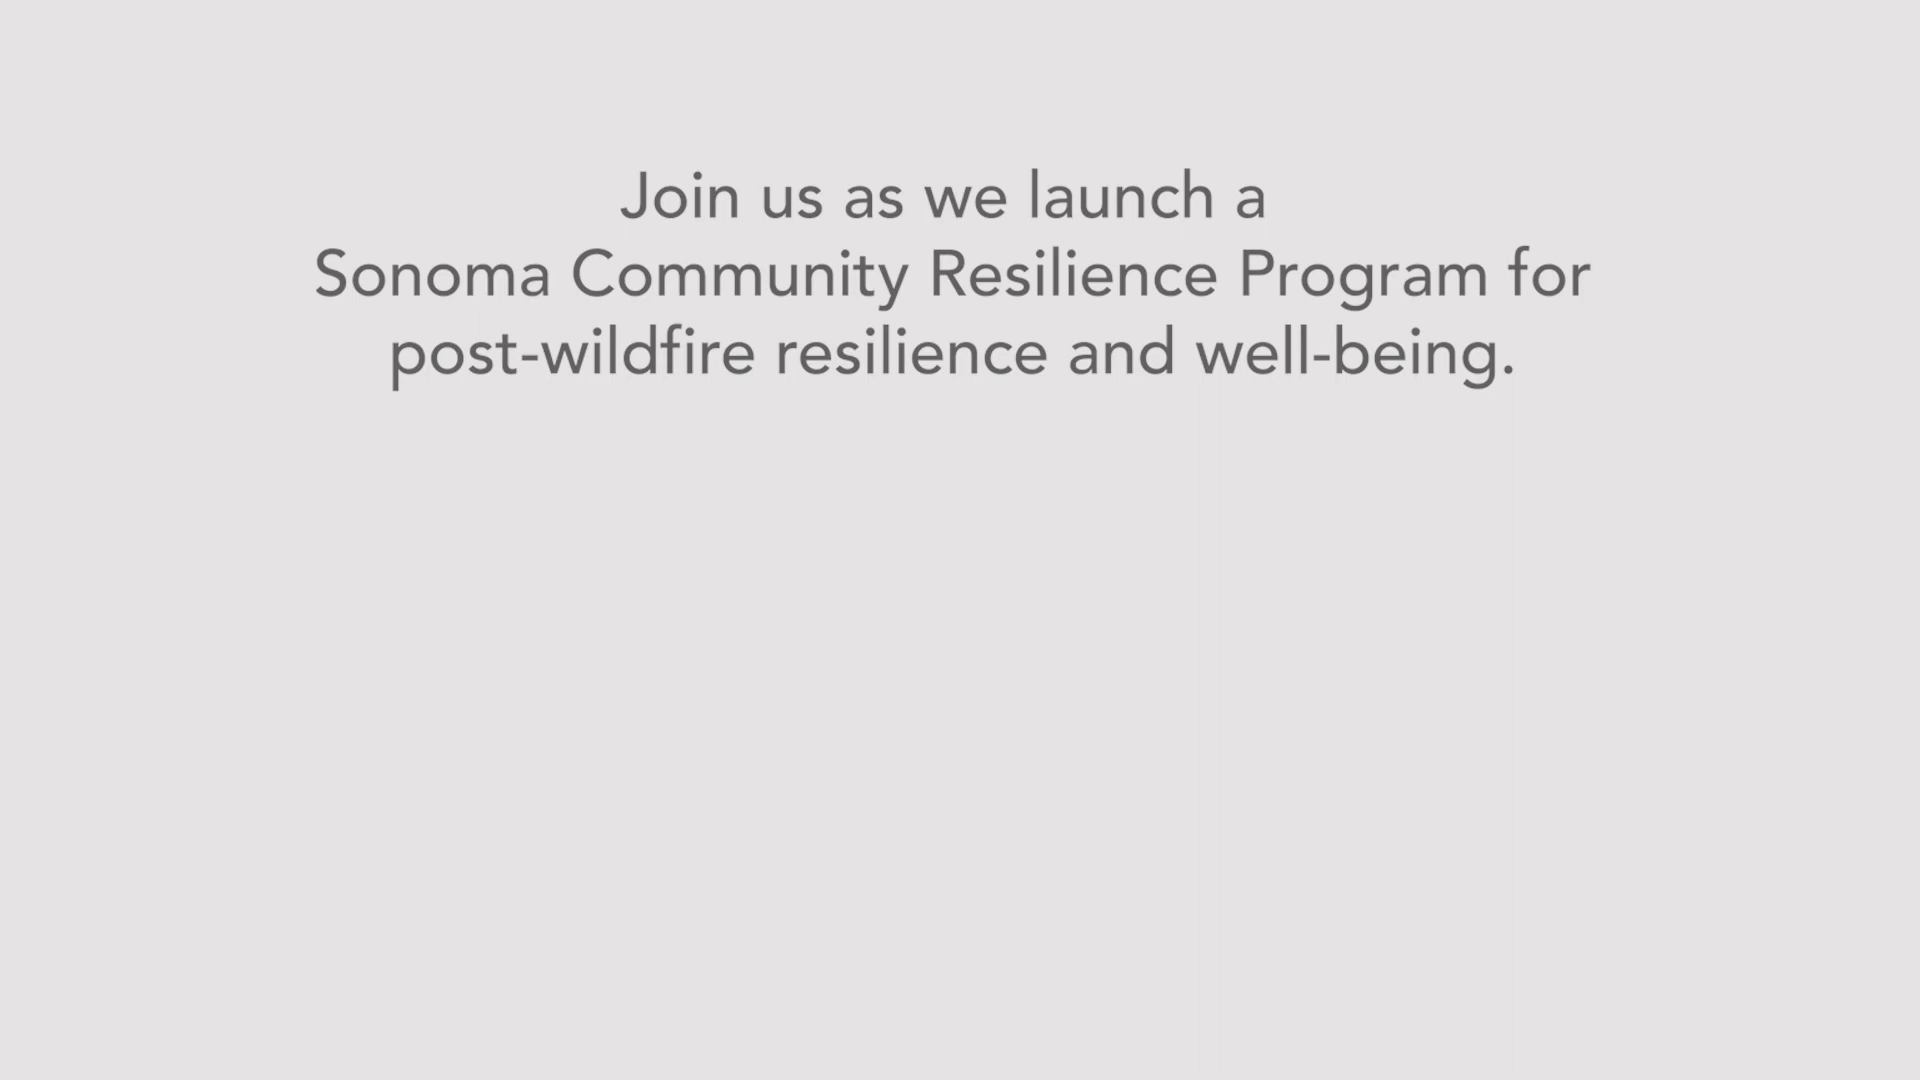 Join us as we launch a
Sonoma Community Resilience Program for
post-wildfire resilience and well-being.